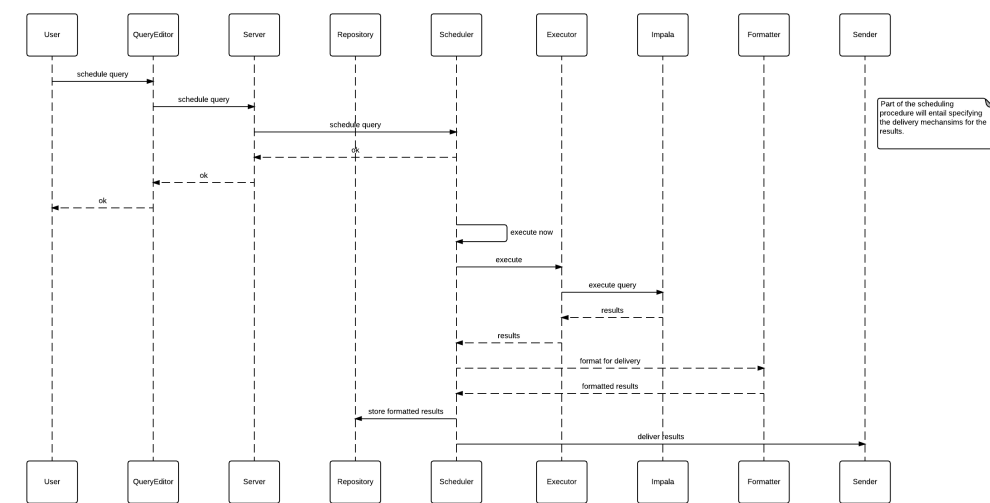 User
QueryEditor
Server
Repository
Scheduler
Executor
Impala
Formatter
Sender
schedule query
schedule query
Part of the scheduling
procedure will entail specifying
the delivery mechansims for the
results.
schedule query
ok
ok
ok
execute now
execute
execute query
results
results
format for delivery
formatted results
store formatted results
deliver results
User
QueryEditor
Server
Repository
Scheduler
Executor
Impala
Formatter
Sender